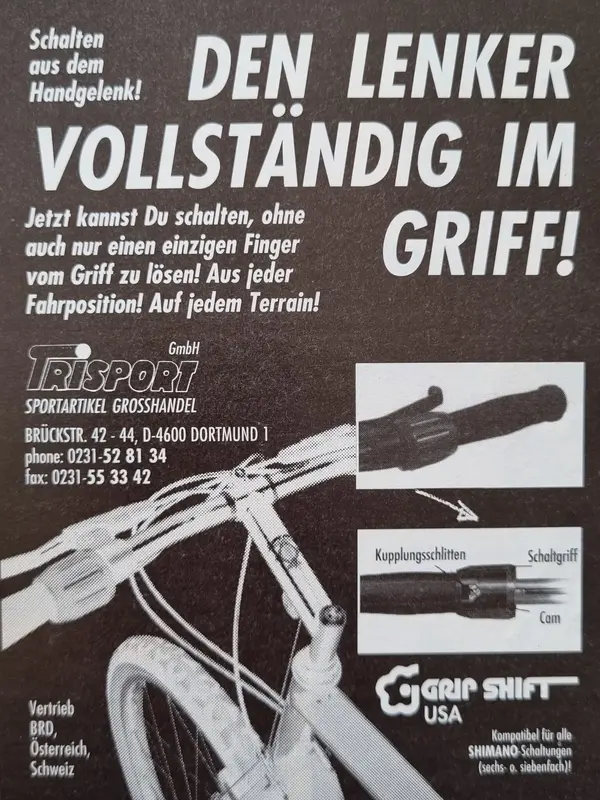 Schalten
aus dem
Handgelenk!
DEN LENKER
VOLLSTÄNDIG IM
GRIFF!
Jetzt kannst Du schalten, ohne
auch nur einen einzigen Finger
vom Griff zu lösen! Aus jeder
Fahrposition! Auf jedem Terrain!
TRiSPORT GmbH
SPORTARTIKEL GROSSHANDEL
BRÜCKSTR. 42 - 44, D-4600 DORTMUND 1
phone: 0231-52 81 34
fax: 0231-55 33 42
Kupplungsschlitten
Schaltgriff
Cam
GRIP SHIFT
USA
Kompatibel für alle
SHIMANO-Schaltungen
(sechs- o. siebenfach)!
Vertrieb
BRD,
Österreich,
Schweiz